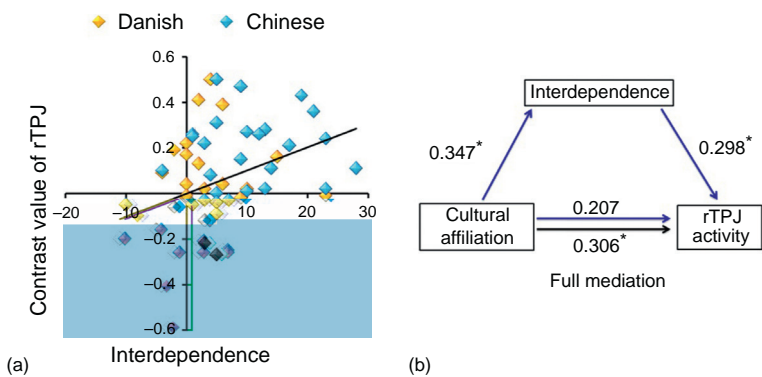 Danish Chinese
Contrast value of rTPJ
0.6
0.4
0.2
0
–20 –10 0 10 20 30
–0.2
–0.4
–0.6
Interdependence
(a)
Interdependence
0.347* 0.298*
Cultural affiliation
0.207
0.306*
rTPJ activity
Full mediation
(b)